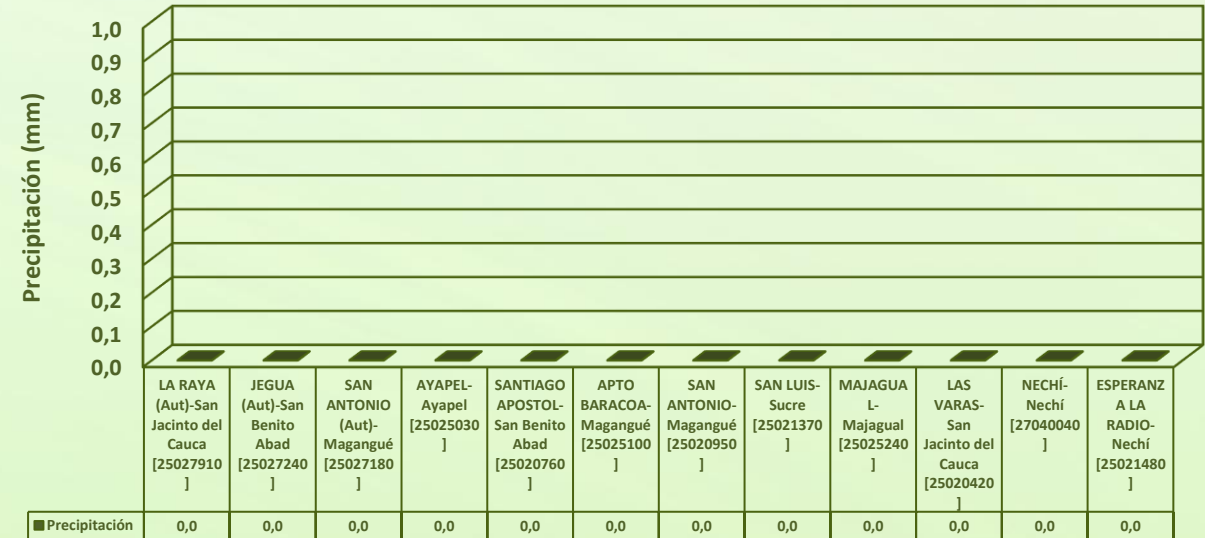 Precipitación (mm)
1,0
0,9
0,8
0,7
0,6
0,5
0,4
0,3
0,2
0,1
0,0
LA RAYA
(Aut)-San
Jacinto del
Cauca
[25027910
]
JEGUA
(Aut)-San
Benito
Abad
[25027240
]
SAN
ANTONIO
(Aut)-
Magangué
[25027180
]
AYAPEL-
Ayapel
[25025030
]
SANTIAGO
APOSTOL-
San Benito
Abad
[25020760
]
APTO
BARACOA-
Magangué
[25025100
]
SAN
ANTONIO-
Magangué
[25020950
]
SAN LUIS-
Sucre
[25021370
]
MAJAGUA
L-
Majagual
[25025240
]
LAS
VARAS-
San
Jacinto del
Cauca
[25020420
]
NECHÍ-
Nechí
[27040040
]
ESPERANZ
A LA
RADIO-
Nechí
[25021480
]
Precipitación 0,0 0,0 0,0 0,0 0,0 0,0 0,0 0,0 0,0 0,0 0,0 0,0